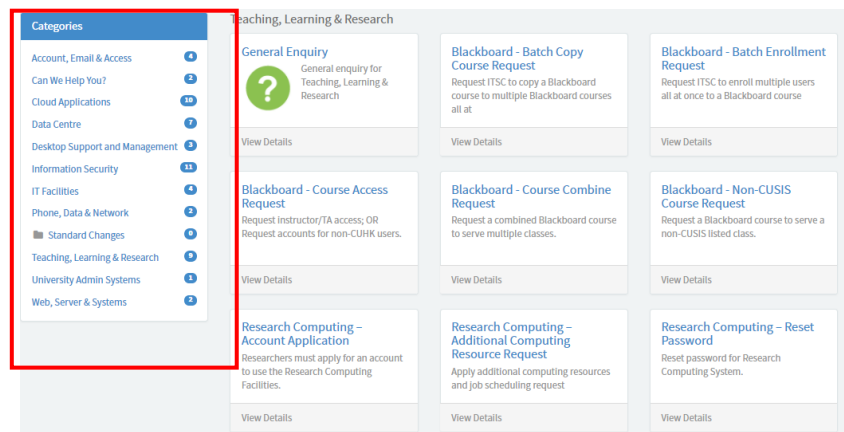 Categories
Account, Email & Access 4
Can We Help You? 2
Cloud Applications 10
Data Centre 7
Desktop Support and Management 3
Information Security 11
IT Facilities 4
Phone, Data & Network 2
Standard Changes 0
Teaching, Learning & Research 9
University Admin Systems 1
Web, Server & Systems 2
Teaching, Learning & Research
General Enquiry
General enquiry for
Teaching, Learning &
Research
?
View Details
Blackboard - Batch Copy
Course Request
Request ITSC to copy a Blackboard
course to multiple Blackboard courses
all at
View Details
Blackboard - Batch Enrollment
Request
Request ITSC to enroll multiple users
all at once to a Blackboard course
View Details
Blackboard - Course Access
Request
Request instructor/TA access; OR
Request accounts for non-CUHK users.
View Details
Blackboard - Course Combine
Request
Request a combined Blackboard course
to serve multiple classes.
View Details
Blackboard - Non-CUSIS
Course Request
Request a Blackboard course to serve a
non-CUSIS listed class.
View Details
Research Computing –
Account Application
Researchers must apply for an account
to use the Research Computing
Facilities.
View Details
Research Computing –
Additional Computing
Resource Request
Apply additional computing resources
and job scheduling request
View Details
Research Computing – Reset
Password
Reset password for Research
Computing System.
View Details